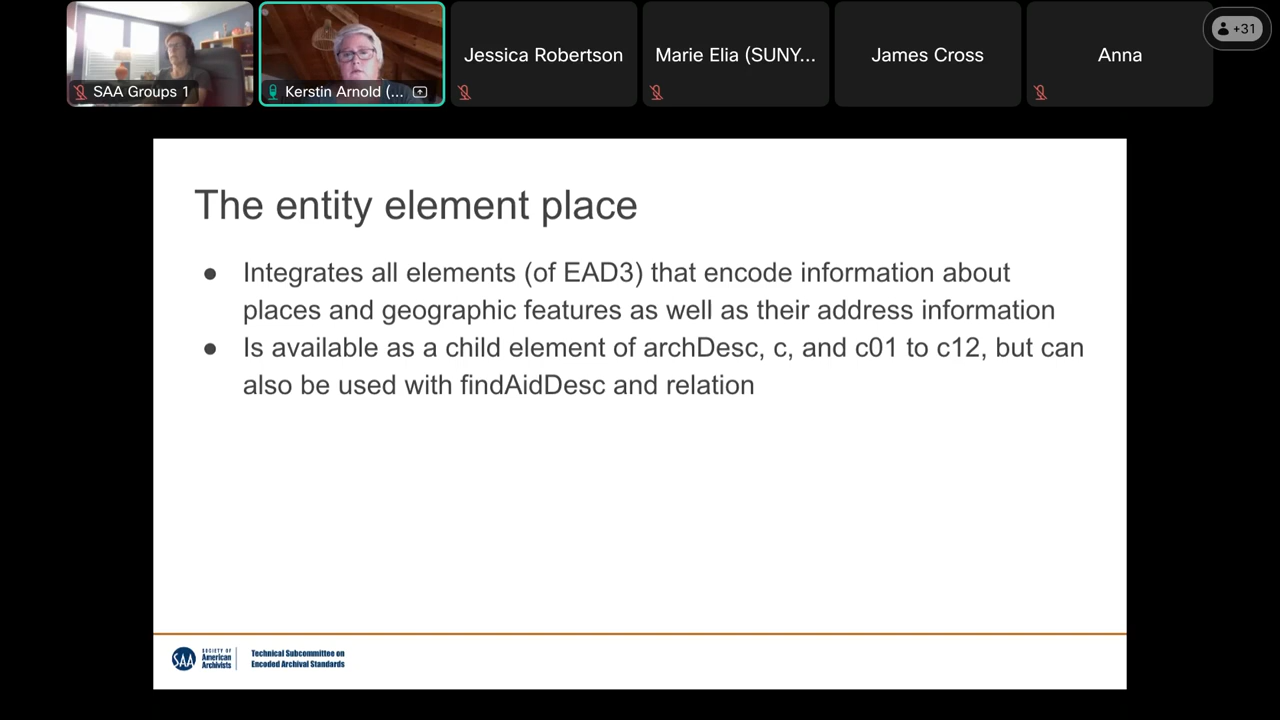 SAA Groups 1
Kerstin Arnold (...
Jessica Robertson
Marie Elia (SUNY...
James Cross
Anna
+31
The entity element place
● Integrates all elements (of EAD3) that encode information about
places and geographic features as well as their address information
● Is available as a child element of archDesc, c, and c01 to c12, but can
also be used with findAidDesc and relation
SAA
SOCIETY OF
American
Archivists
Technical Subcommittee on
Encoded Archival Standards